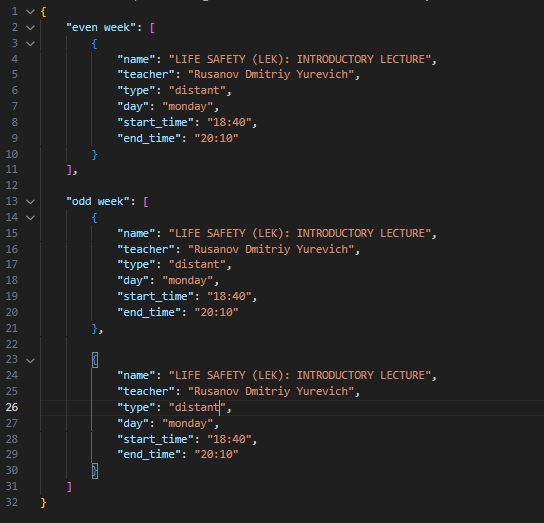 1 {
2 "even week": [
3 {
4 "name": "LIFE SAFETY (LEK): INTRODUCTORY LECTURE",
5 "teacher": "Rusanov Dmitriy Yurevich",
6 "type": "distant",
7 "day": "monday",
8 "start_time": "18:40",
9 "end_time": "20:10"
10 }
11 ],
12
13 "odd week": [
14 {
15 "name": "LIFE SAFETY (LEK): INTRODUCTORY LECTURE",
16 "teacher": "Rusanov Dmitriy Yurevich",
17 "type": "distant",
18 "day": "monday",
19 "start_time": "18:40",
20 "end_time": "20:10"
21 },
22
23 {
24 "name": "LIFE SAFETY (LEK): INTRODUCTORY LECTURE",
25 "teacher": "Rusanov Dmitriy Yurevich",
26 "type": "distant",
27 "day": "monday",
28 "start_time": "18:40",
29 "end_time": "20:10"
30 }
31 ]
32 }